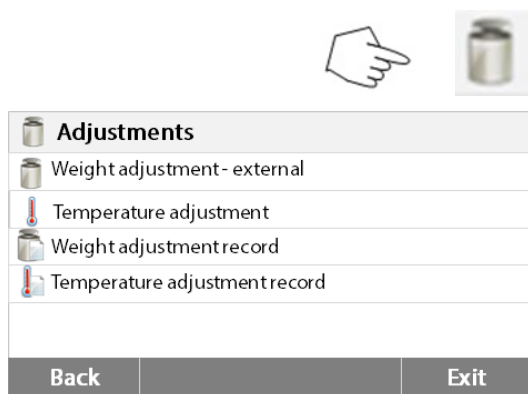 Adjustments
Weight adjustment - external
Temperature adjustment
Weight adjustment record
Temperature adjustment record
Back Exit